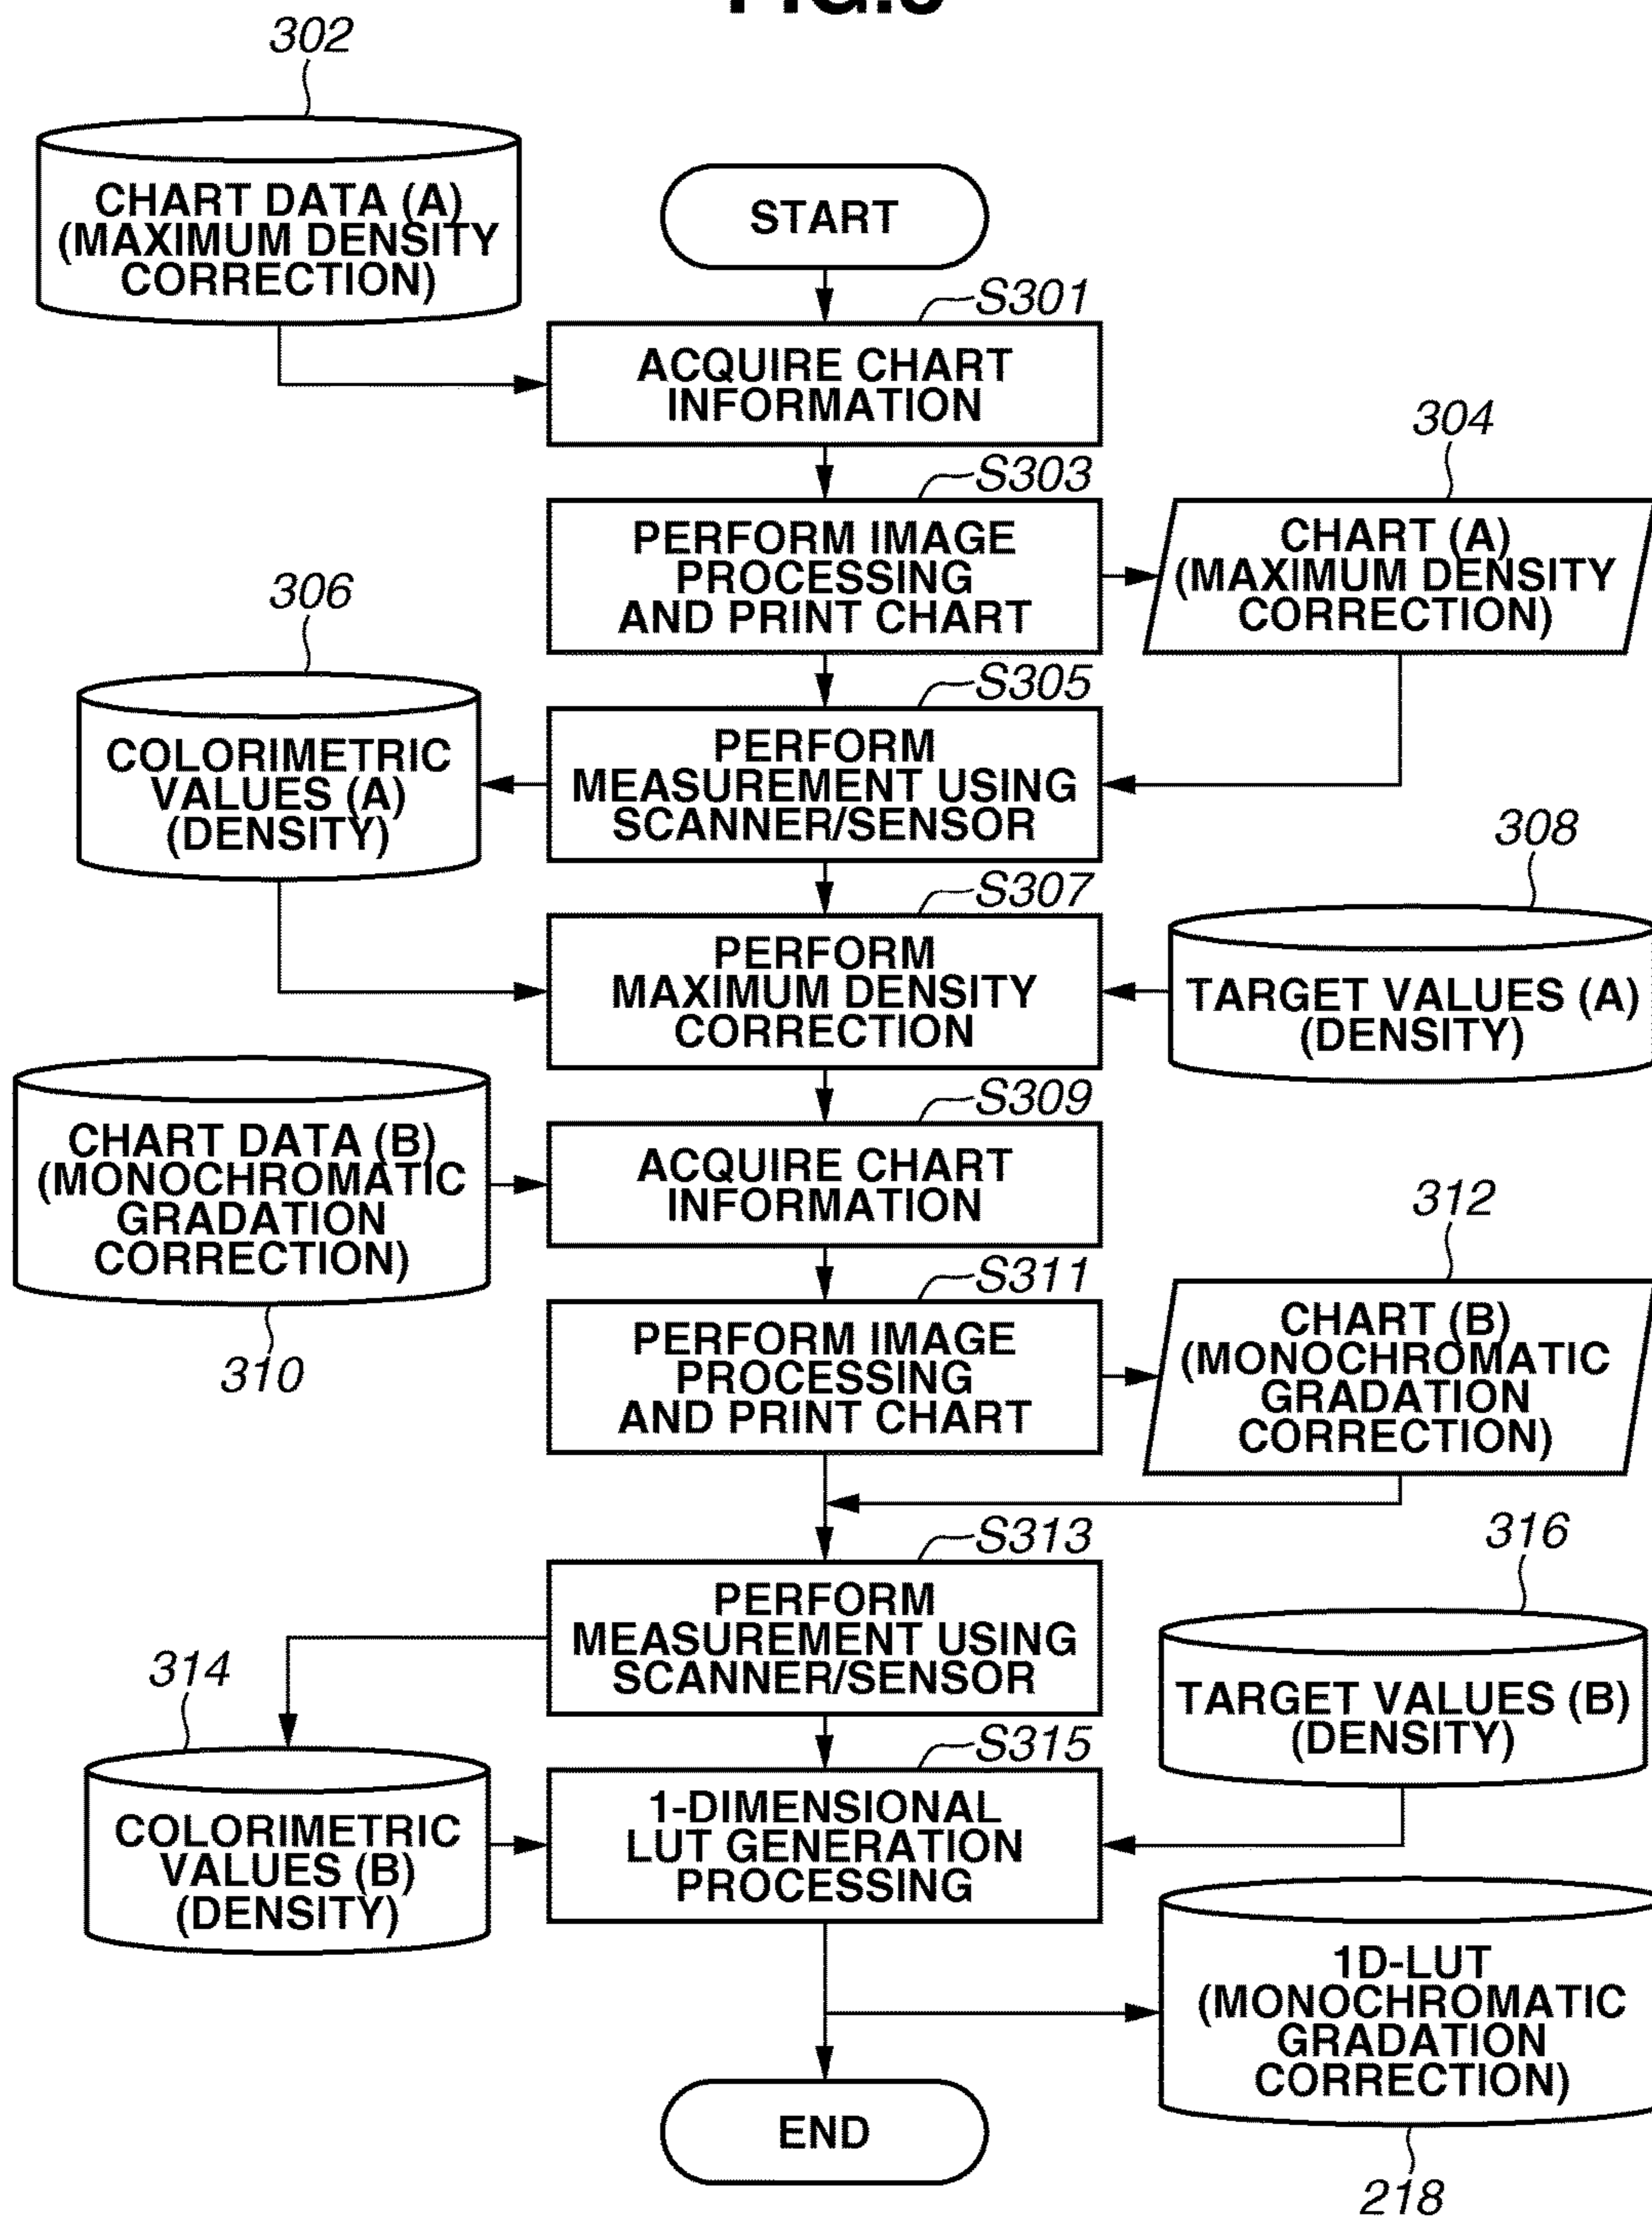 302
CHART DATA (A)
(MAXIMUM DENSITY
CORRECTION)
START
S301
ACQUIRE CHART
INFORMATION
S303
PERFORM IMAGE
PROCESSING
AND PRINT CHART
304
CHART (A)
(MAXIMUM DENSITY
CORRECTION)
306
COLORIMETRIC
VALUES (A)
(DENSITY)
S305
PERFORM
MEASUREMENT USING
SCANNER/SENSOR
308
TARGET VALUES (A)
(DENSITY)
S307
PERFORM
MAXIMUM DENSITY
CORRECTION
CHART DATA (B)
(MONOCHROMATIC
GRADATION
CORRECTION)
310
S309
ACQUIRE CHART
INFORMATION
S311
PERFORM IMAGE
PROCESSING
AND PRINT CHART
312
CHART (B)
(MONOCHROMATIC
GRADATION
CORRECTION)
S313
PERFORM
MEASUREMENT USING
SCANNER/SENSOR
314
COLORIMETRIC
VALUES (B)
(DENSITY)
316
TARGET VALUES (B)
(DENSITY)
S315
1-DIMENSIONAL
LUT GENERATION
PROCESSING
1D-LUT
(MONOCHROMATIC
GRADATION
CORRECTION)
218
END